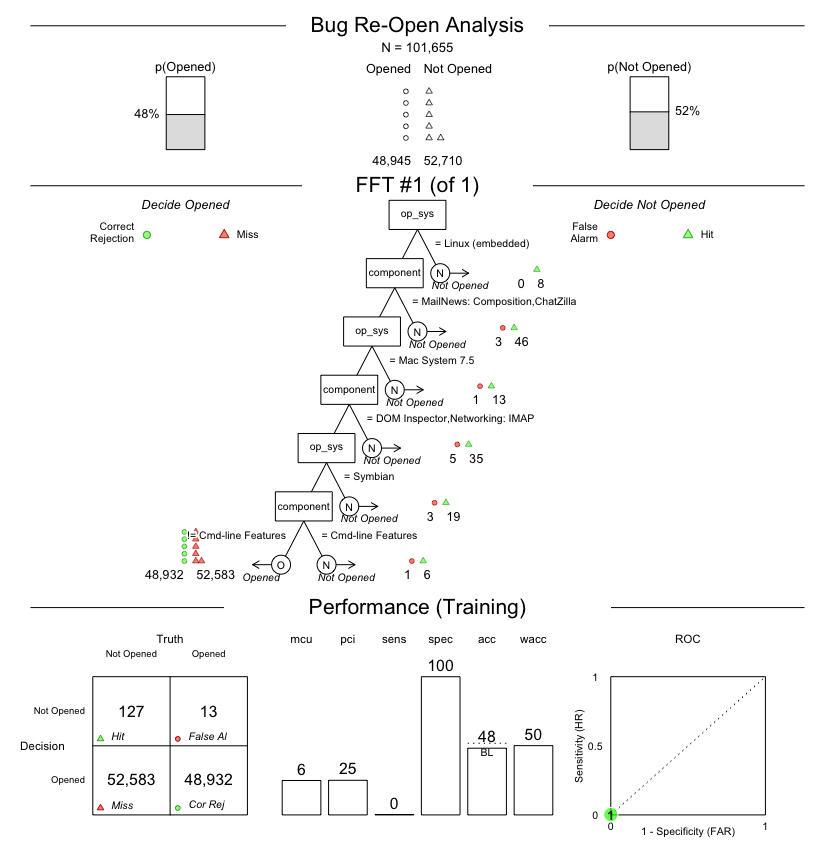 Bug Re-Open Analysis
N = 101,655
p(Opened)
Opened Not Opened
p(Not Opened)
48%
52%
48,945 52,710
FFT #1 (of 1)
Decide Opened
Decide Not Opened
Correct
Rejection
Miss
False
Alarm
Hit
op_sys
= Linux (embedded)
component
N
Not Opened
0 8
= MailNews: Composition,ChatZilla
op_sys
N
Not Opened
3 46
= Mac System 7.5
component
N
Not Opened
1 13
= DOM Inspector,Networking: IMAP
op_sys
N
Not Opened
5 35
= Symbian
component
N
Not Opened
3 19
!= Cmd-line Features
= Cmd-line Features
O
N
48,932 52,583
Opened
Not Opened
1 6
Performance (Training)
Truth
Not Opened Opened
mcu pci sens spec acc wacc
ROC
Decision
Not Opened
127
Hit
13
False Al
Opened
52,583
Miss
48,932
Cor Rej
6 25 0 100 48 50
BL
Sensitivity (HR)
1
0.5
0
1
0 1
1 - Specificity (FAR)